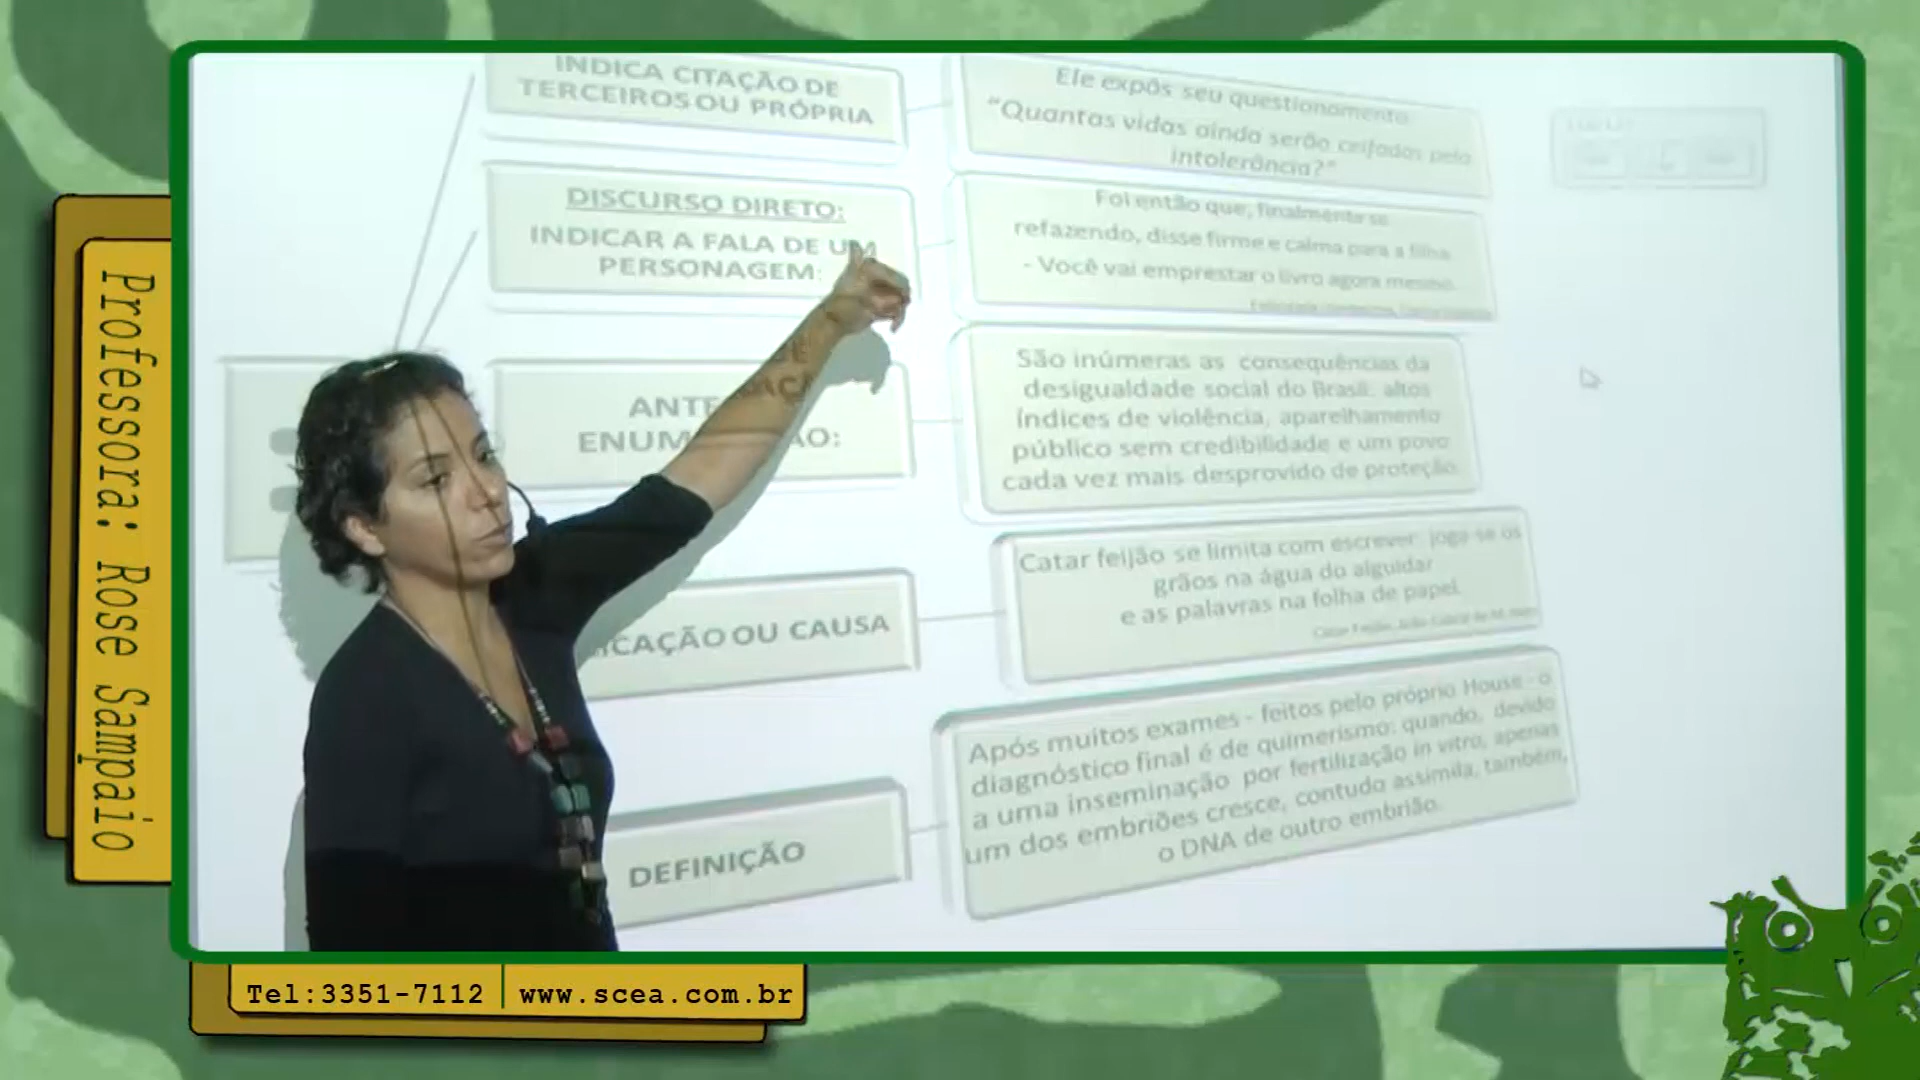 Professora: Rose Sampaio
INDICA CITAÇÃO DE
TERCEIROS OU PRÓPRIA
Ele expôs seu questionamento:
"Quantas vidas ainda serão ceifadas pela
intolerância?"
DISCURSO DIRETO:
INDICAR A FALA DE UM
PERSONAGEM:
Foi então que, finalmente se
refazendo, disse firme e calma para a filha
- Você vai emprestar o livro agora mesmo.
DE
ANTE
ENUM ÃO:
São inúmeras as consequências da
desigualdade social do Brasil: altos
índices de violência, aparelhamento
público sem credibilidade e um povo
cada vez mais desprovido de proteção.
ICAÇÃO OU CAUSA
Catar feijão se limita com escrever: joga-se os
grãos na água do alguidar
e as palavras na folha de papel.
DEFINIÇÃO
Após muitos exames - feitos pelo próprio House - o
diagnóstico final é de quimerismo: quando, devido
a uma inseminação por fertilização in vitro, apenas
um dos embriões cresce, contudo assimila, também,
o DNA de outro embrião.
Tel:3351-7112 www.scea.com.br